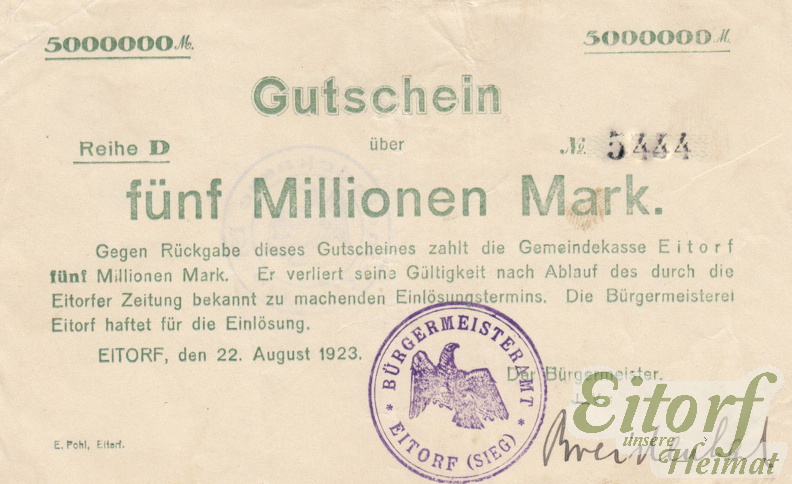 5000000 M.
5000000 M.
Gutschein
Reihe D
über
№ 5444
fünf Millionen Mark.
Gegen Rückgabe dieses Gutscheines zahlt die Gemeindekasse Eitorf
fünf Millionen Mark. Er verliert seine Gültigkeit nach Ablauf des durch die
Eitorfer Zeitung bekannt zu machenden Einlösungstermins. Die Bürgermeisterei
Eitorf haftet für die Einlösung.
EITORF, den 22. August 1923.
Der Bürgermeister.
* BÜRGERMEISTERAMT *
EITORF (SIEG)
E. Pohl, Eitorf.
Eitorf
unsere
Heimat